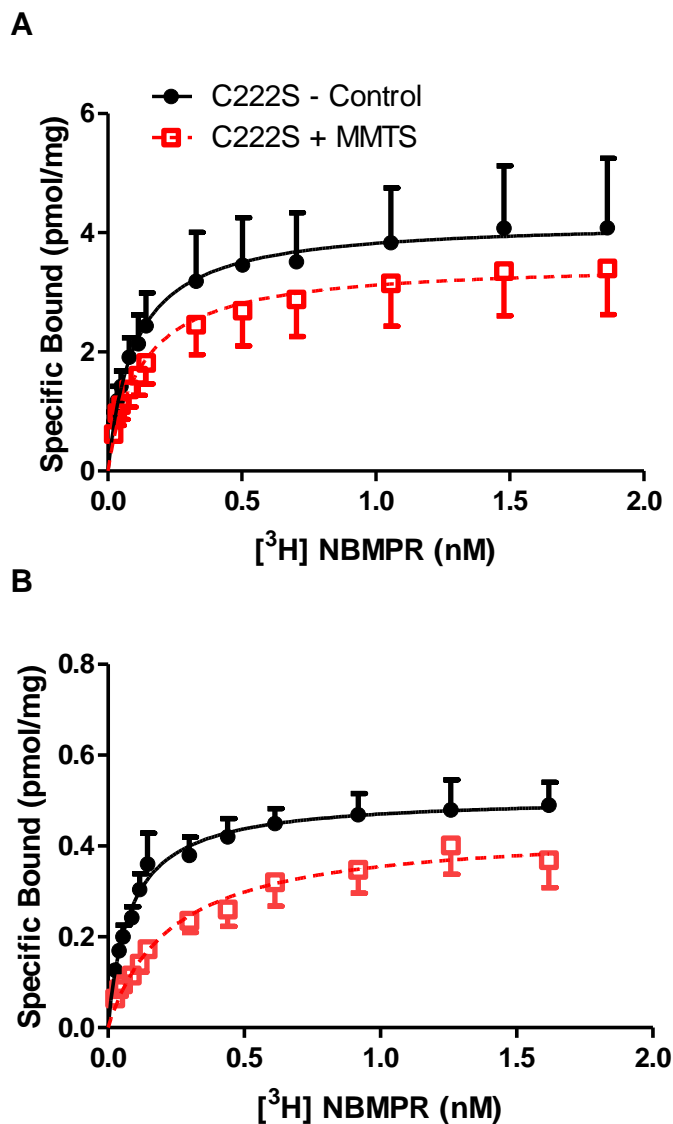 A
C222S - Control
C222S + MMTS
6
4
2
0
Specific Bound (pmol/mg)
0.0 0.5 1.0 1.5 2.0
[³H] NBMPR (nM)
B
0.8
0.6
0.4
0.2
0.0
Specific Bound (pmol/mg)
0.0 0.5 1.0 1.5 2.0
[³H] NBMPR (nM)